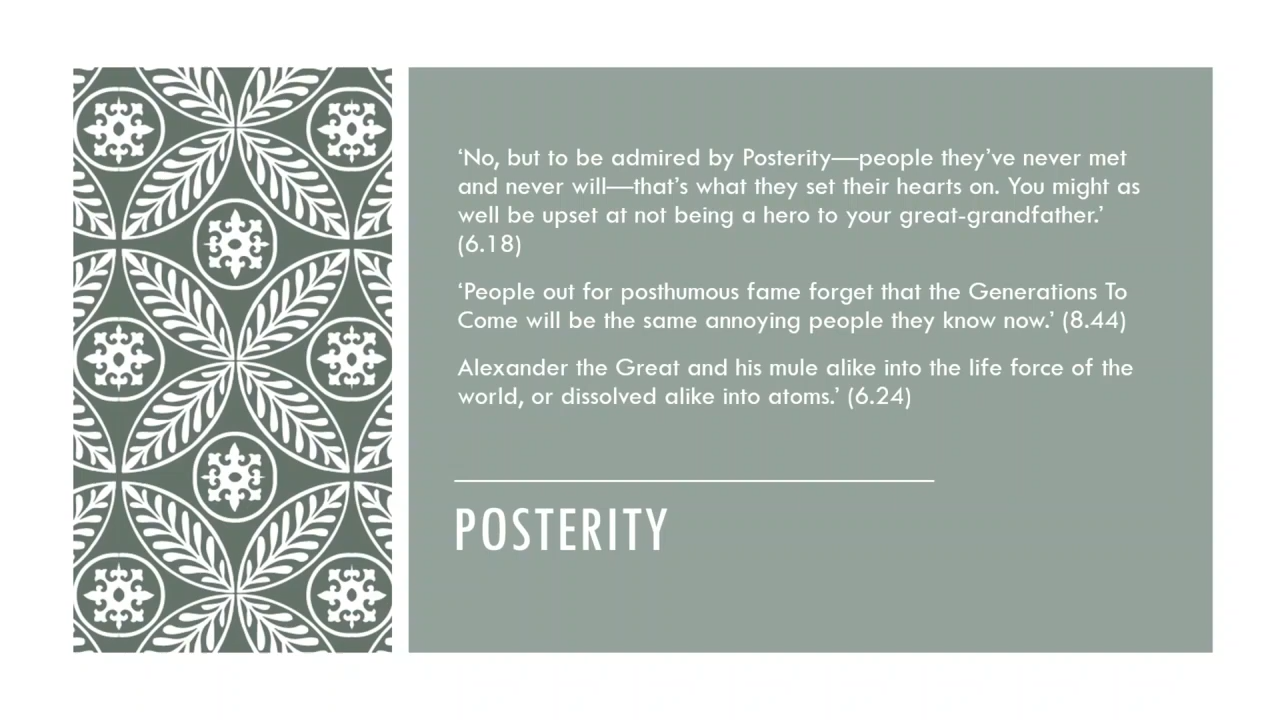 ‘No, but to be admired by Posterity—people they’ve never met
and never will—that’s what they set their hearts on. You might as
well be upset at not being a hero to your great-grandfather.’
(6.18)
‘People out for posthumous fame forget that the Generations To
Come will be the same annoying people they know now.’ (8.44)
Alexander the Great and his mule alike into the life force of the
world, or dissolved alike into atoms.’ (6.24)
POSTERITY